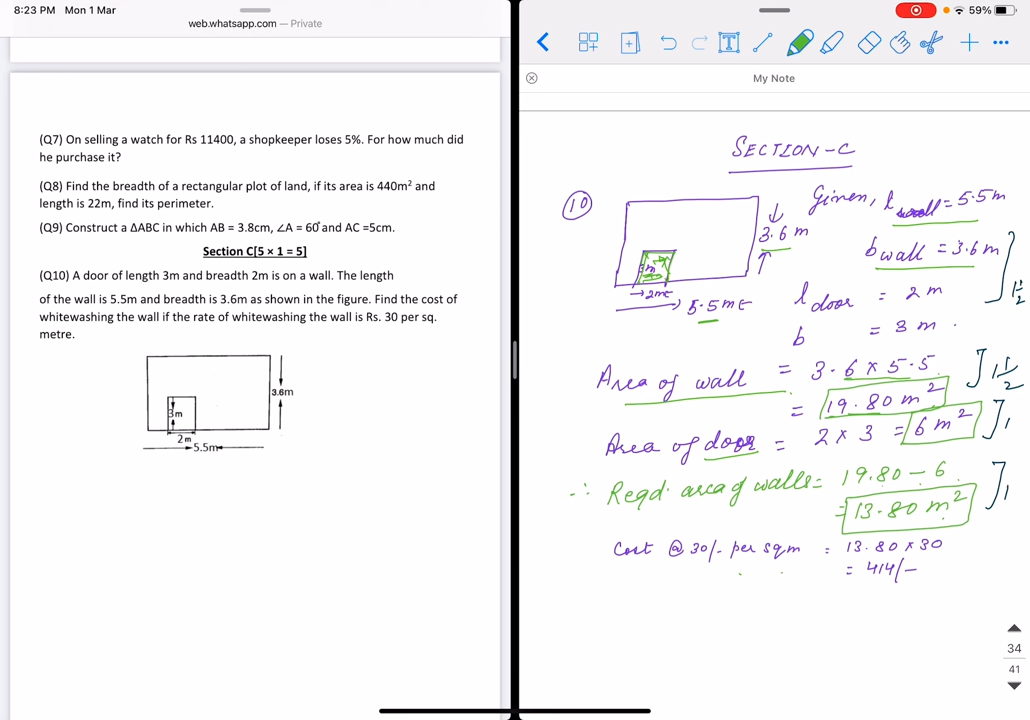 8:23 PM Mon 1 Mar
web.whatsapp.com — Private
59%
My Note
(Q7) On selling a watch for Rs 11400, a shopkeeper loses 5%. For how much did
he purchase it?
(Q8) Find the breadth of a rectangular plot of land, if its area is 440m² and
length is 22m, find its perimeter.
(Q9) Construct a ΔABC in which AB = 3.8cm, ∠A = 60° and AC =5cm.
Section C[5 × 1 = 5]
(Q10) A door of length 3m and breadth 2m is on a wall. The length
of the wall is 5.5m and breadth is 3.6m as shown in the figure. Find the cost of
whitewashing the wall if the rate of whitewashing the wall is Rs. 30 per sq.
metre.
3.6m
3m
2m
5.5m
SECTION-C
(10)
Given, l wall = 5.5m
3.6 m
b wall = 3.6m
3m
2mt
5.5mt
l door = 2 m
1 1/2
b = 3 m.
Area of wall = 3.6 × 5.5
1 1/2
= 19.80 m²
Area of door = 2 × 3 = 6 m²
1
∴ Reqd. area of walls = 19.80 - 6
1
= 13.80 m²
Cost @ 30/- per sqm = 13.80 × 30
= 414/-
34
41